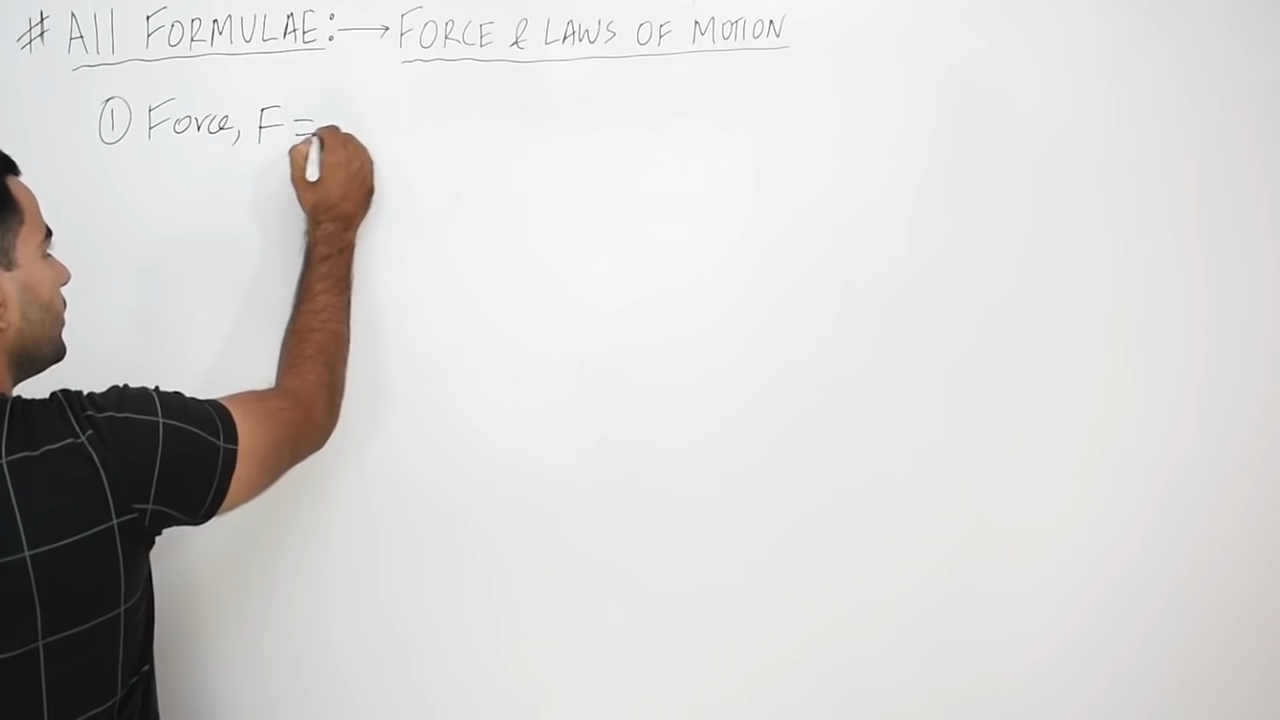 # All FORMULAE:→ FORCE & LAWS OF MOTION
① Force, F =